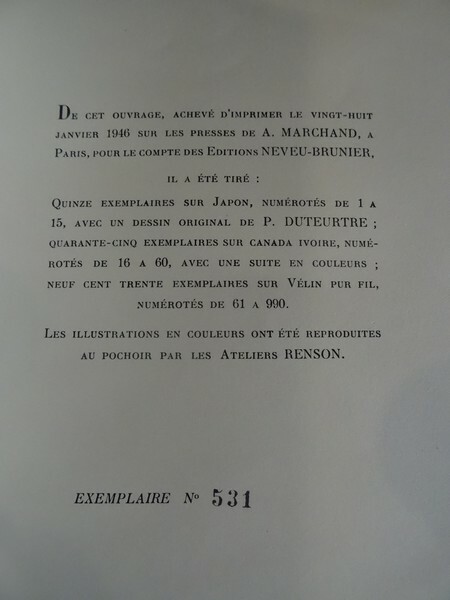 De cet ouvrage, achevé d'imprimer le vingt-huit
janvier 1946 sur les presses de A. MARCHAND, a
Paris, pour le compte des Editions NEVEU-BRUNIER,
il a été tiré :
Quinze exemplaires sur Japon, numérotés de 1 a
15, avec un dessin original de P. DUTEURTRE ;
quarante-cinq exemplaires sur canada ivoire, numé-
rotés de 16 a 60, avec une suite en couleurs ;
neuf cent trente exemplaires sur Vélin pur fil,
numérotés de 61 a 990.
Les illustrations en couleurs ont été reproduites
au pochoir par les Ateliers RENSON.
EXEMPLAIRE N° 531